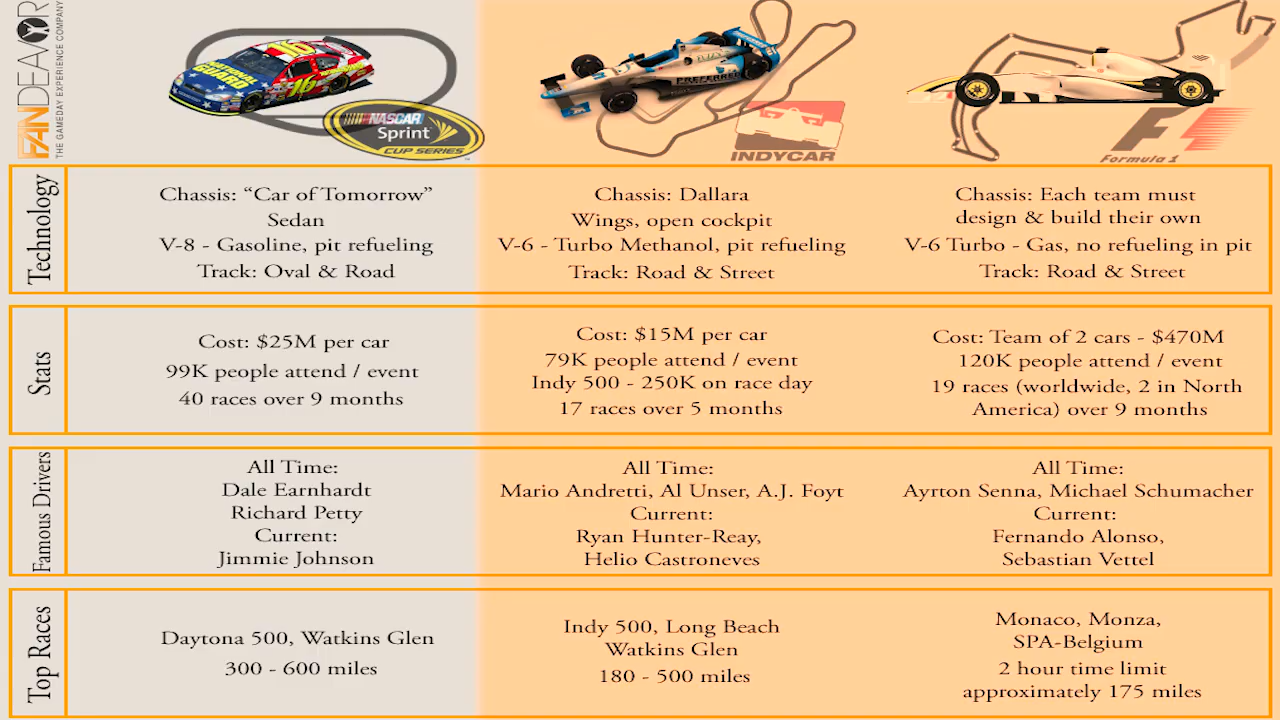 FANDEAVOR
THE GAMEDAY EXPERIENCE COMPANY
16
NATIONAL
GUARD
16
NASCAR
Sprint
CUP SERIES
PREFERRED
INDYCAR
F1
Formula 1
Technology
Chassis: “Car of Tomorrow”
Sedan
V-8 - Gasoline, pit refueling
Track: Oval & Road
Chassis: Dallara
Wings, open cockpit
V-6 - Turbo Methanol, pit refueling
Track: Road & Street
Chassis: Each team must
design & build their own
V-6 Turbo - Gas, no refueling in pit
Track: Road & Street
Stats
Cost: $25M per car
99K people attend / event
40 races over 9 months
Cost: $15M per car
79K people attend / event
Indy 500 - 250K on race day
17 races over 5 months
Cost: Team of 2 cars - $470M
120K people attend / event
19 races (worldwide, 2 in North
America) over 9 months
Famous Drivers
All Time:
Dale Earnhardt
Richard Petty
Current:
Jimmie Johnson
All Time:
Mario Andretti, Al Unser, A.J. Foyt
Current:
Ryan Hunter-Reay,
Helio Castroneves
All Time:
Ayrton Senna, Michael Schumacher
Current:
Fernando Alonso,
Sebastian Vettel
Top Races
Daytona 500, Watkins Glen
300 - 600 miles
Indy 500, Long Beach
Watkins Glen
180 - 500 miles
Monaco, Monza,
SPA-Belgium
2 hour time limit
approximately 175 miles